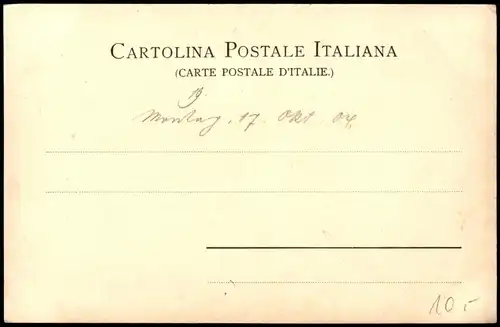 CARTOLINA POSTALE ITALIANA
(CARTE POSTALE D'ITALIE.)
Montag, 17. Okt 04.
10.-